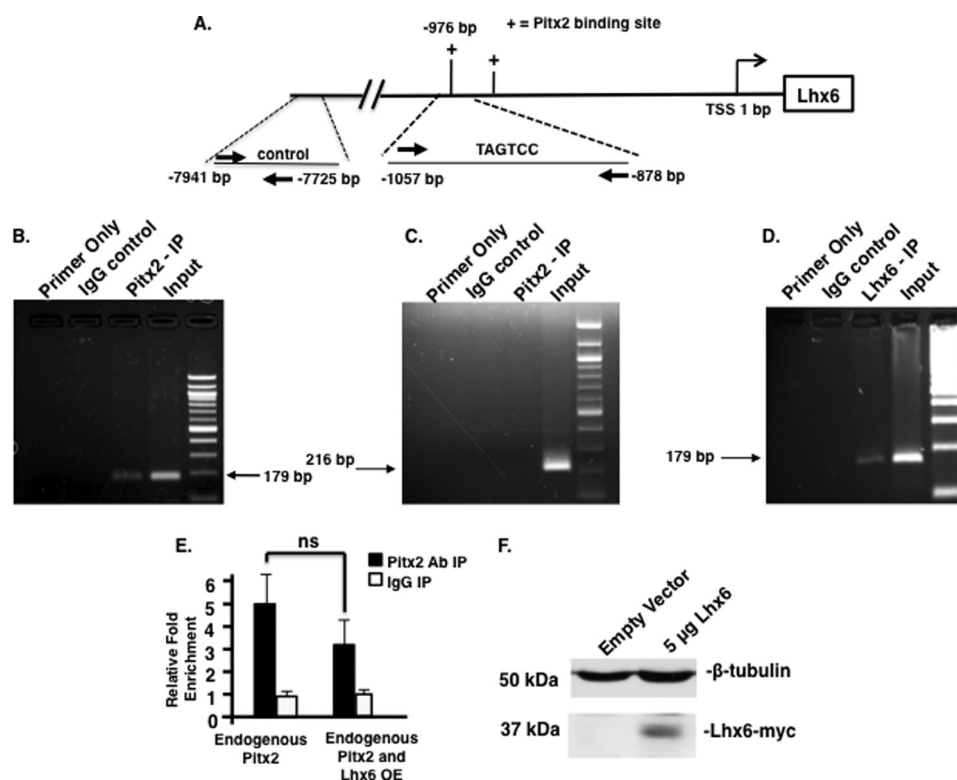 A.
-976 bp
+ = Pitx2 binding site
+
+
TSS 1 bp
Lhx6
control
TAGTCC
-7941 bp
-7725 bp
-1057 bp
-878 bp
B.
Primer Only
IgG control
Pitx2 - IP
Input
179 bp
C.
Primer Only
IgG control
Pitx2 - IP
Input
216 bp
D.
Primer Only
IgG control
Lhx6 - IP
Input
179 bp
E.
ns
Pitx2 Ab IP
IgG IP
Relative Fold
Enrichment
6
5
4
3
2
1
0
Endogenous
Pitx2
Endogenous
Pitx2 and
Lhx6 OE
F.
Empty Vector
5 µg Lhx6
50 kDa
-β-tubulin
37 kDa
-Lhx6-myc